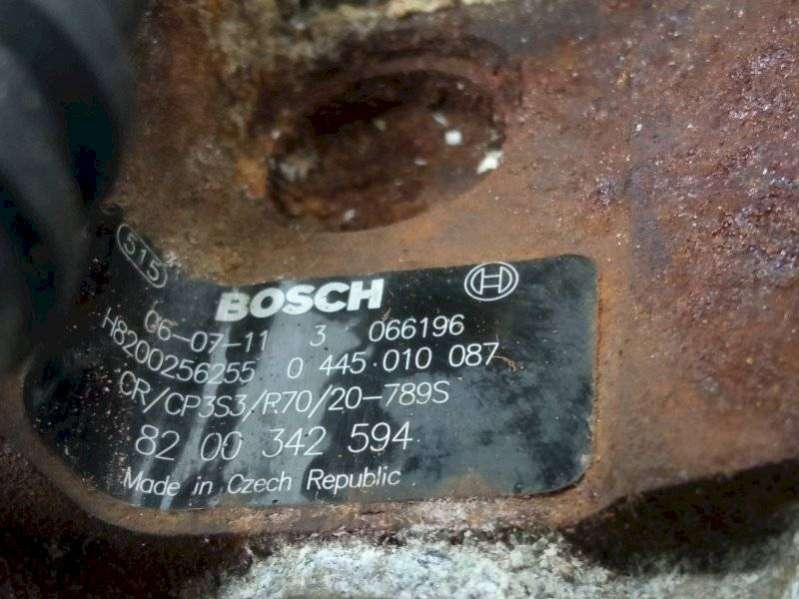 515
BOSCH
06-07-11 3 066196
H8200256255 0 445 010 087
CR/CP3S3/R70/20-789S
82 00 342 594
Made in Czech Republic